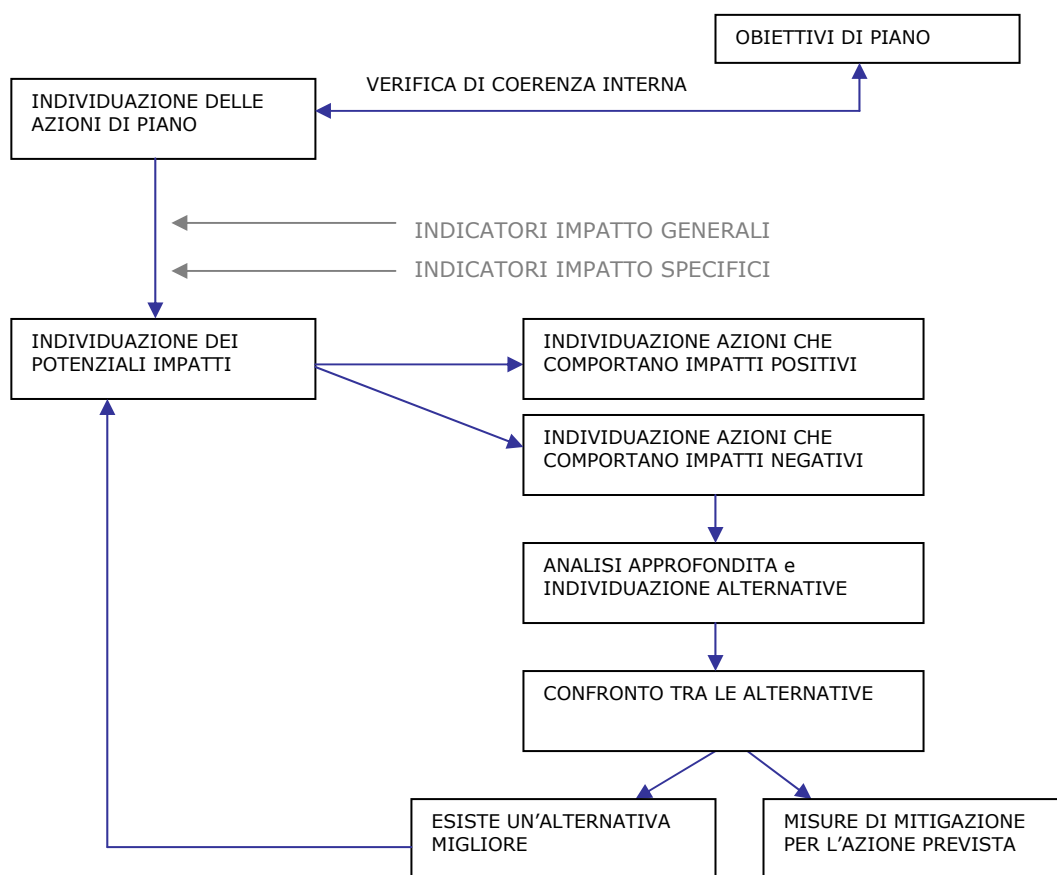 OBIETTIVI DI PIANO
VERIFICA DI COERENZA INTERNA
INDIVIDUAZIONE DELLE
AZIONI DI PIANO
INDICATORI IMPATTO GENERALI
INDICATORI IMPATTO SPECIFICI
INDIVIDUAZIONE DEI
POTENZIALI IMPATTI
INDIVIDUAZIONE AZIONI CHE
COMPORTANO IMPATTI POSITIVI
INDIVIDUAZIONE AZIONI CHE
COMPORTANO IMPATTI NEGATIVI
ANALISI APPROFONDITA e
INDIVIDUAZIONE ALTERNATIVE
CONFRONTO TRA LE ALTERNATIVE
ESISTE UN’ALTERNATIVA
MIGLIORE
MISURE DI MITIGAZIONE
PER L’AZIONE PREVISTA